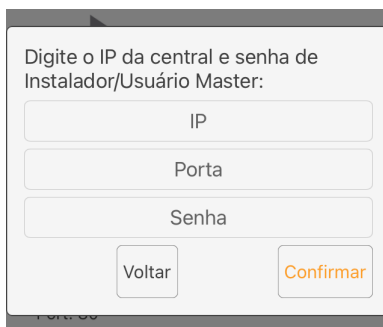 Digite o IP da central e senha de
Instalador/Usuário Master:
IP
Porta
Senha
Voltar
Confirmar